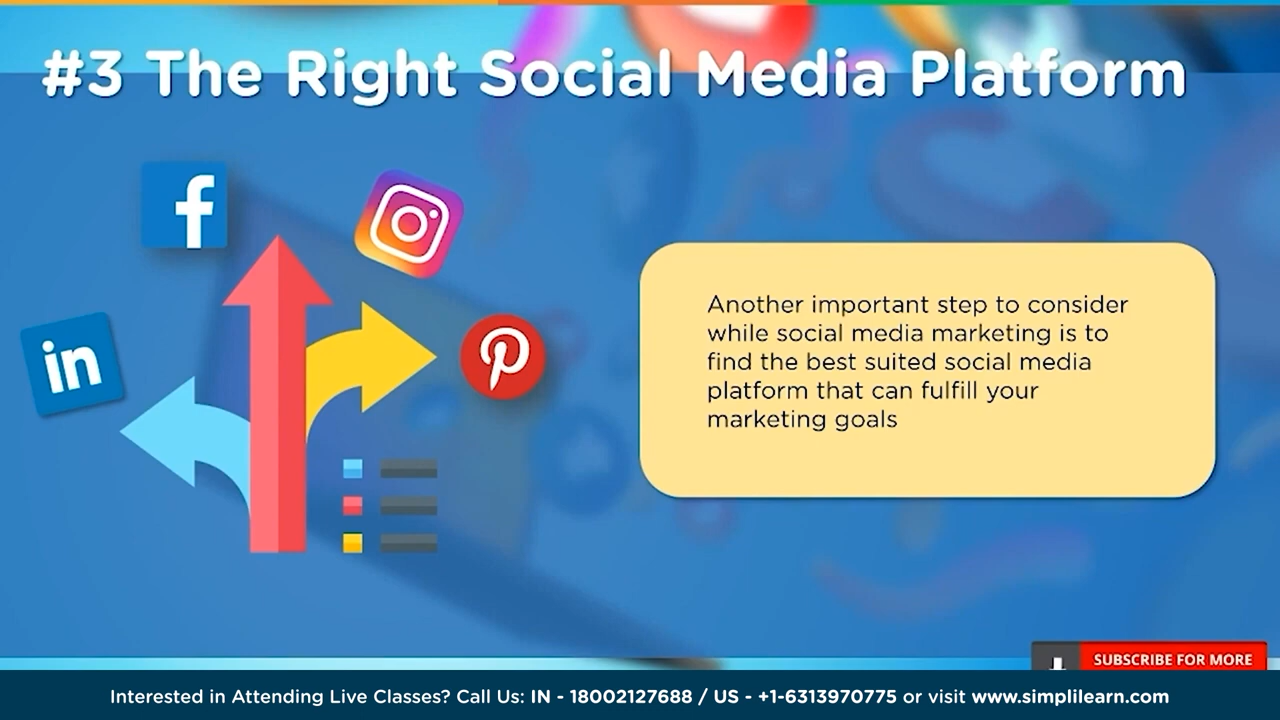 #3 The Right Social Media Platform
f
in
Another important step to consider
while social media marketing is to
find the best suited social media
platform that can fulfill your
marketing goals
SUBSCRIBE FOR MORE
Interested in Attending Live Classes? Call Us: IN - 18002127688 / US - +1-6313970775 or visit www.simplilearn.com